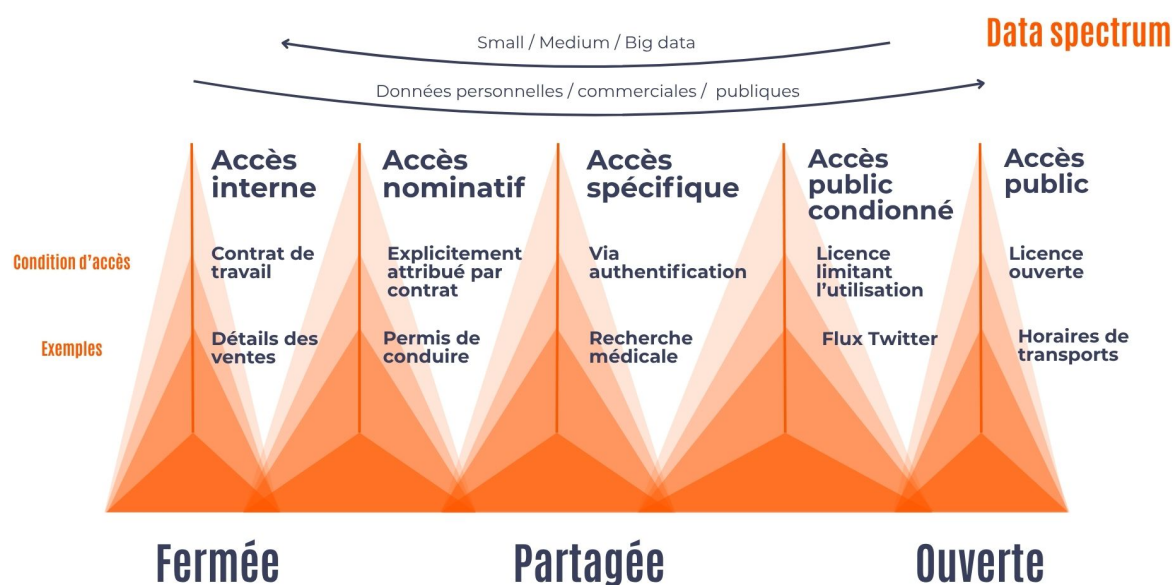 Data spectrum
Small / Medium / Big data
Données personnelles / commerciales / publiques
Accès
interne
Accès
nominatif
Accès
spécifique
Accès
public
condionné
Accès
public
Condition d'accès
Contrat de
travail
Explicitement
attribué par
contrat
Via
authentification
Licence
limitant
l'utilisation
Licence
ouverte
Exemples
Détails des
ventes
Permis de
conduire
Recherche
médicale
Flux Twitter
Horaires de
transports
Fermée
Partagée
Ouverte